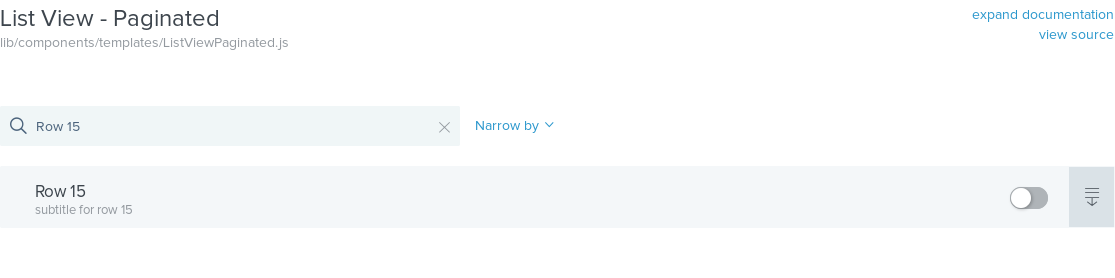 List View - Paginated
expand documentation
lib/components/templates/ListViewPaginated.js
view source
Row 15
Narrow by
Row 15
subtitle for row 15